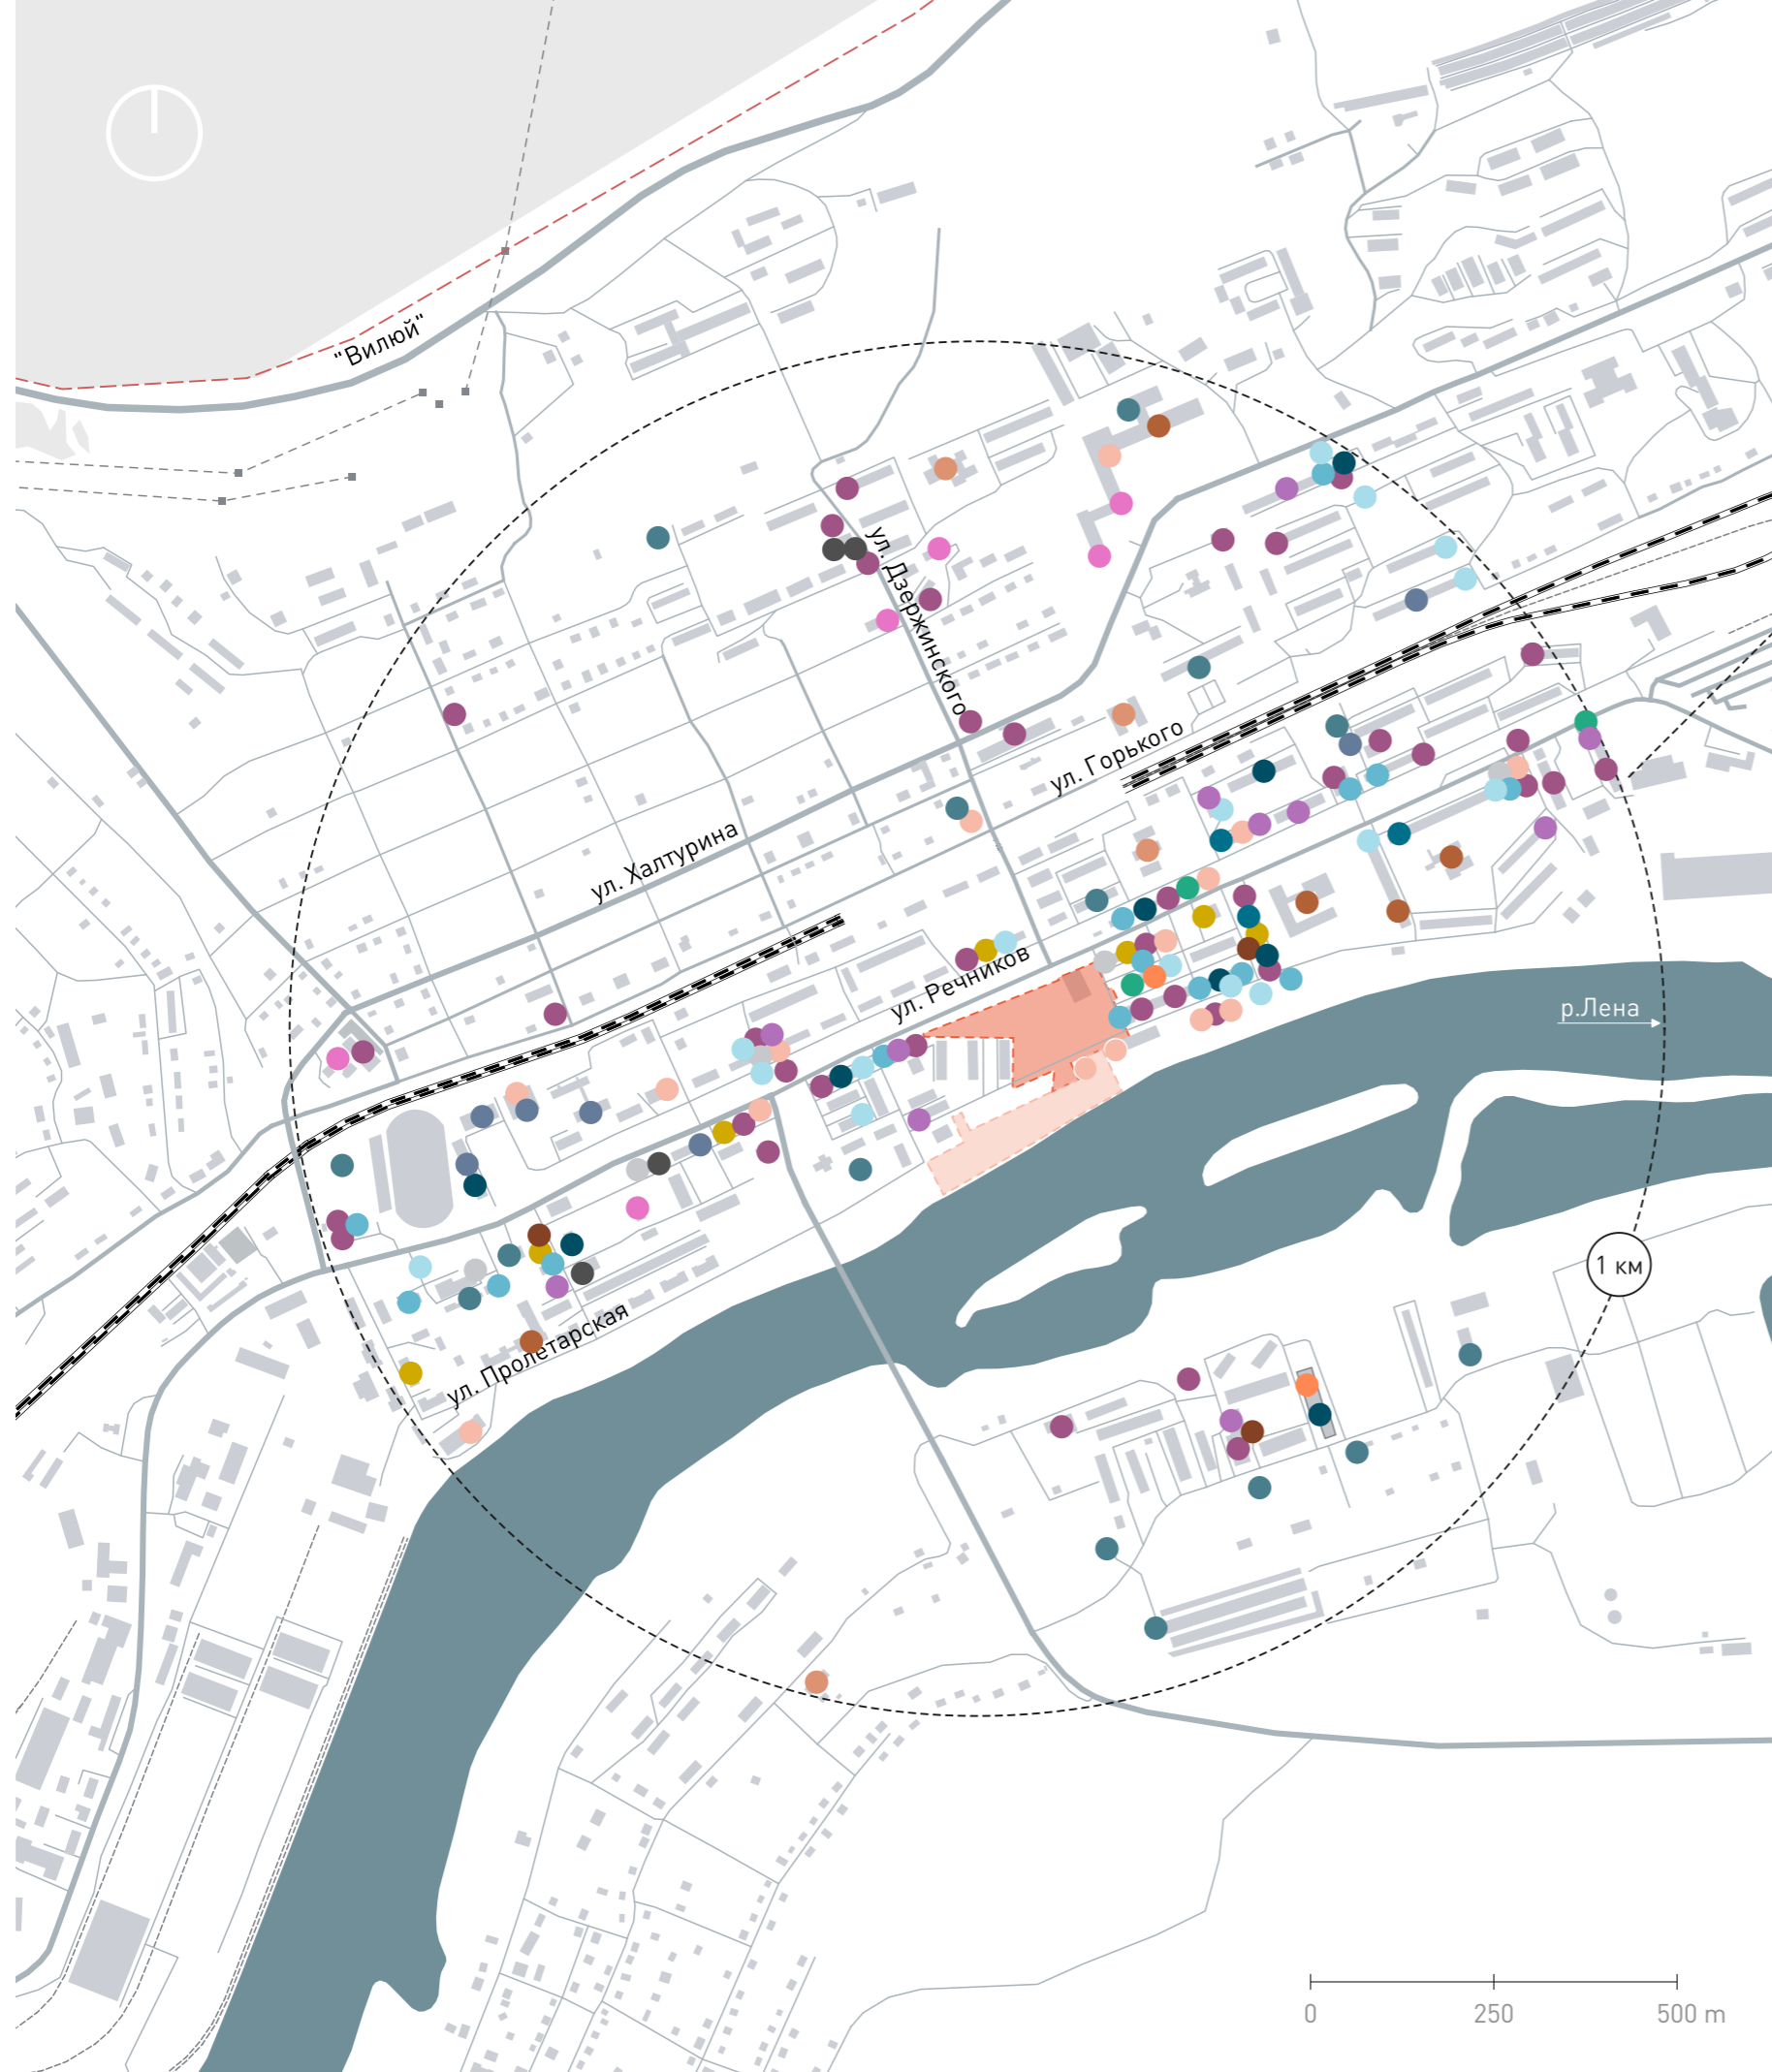 "Вилюй"
ул. Дзержинского
ул. Горького
ул. Халтурина
ул. Речников
р.Лена
1 км
ул. Пролетарская
0 250 500 m